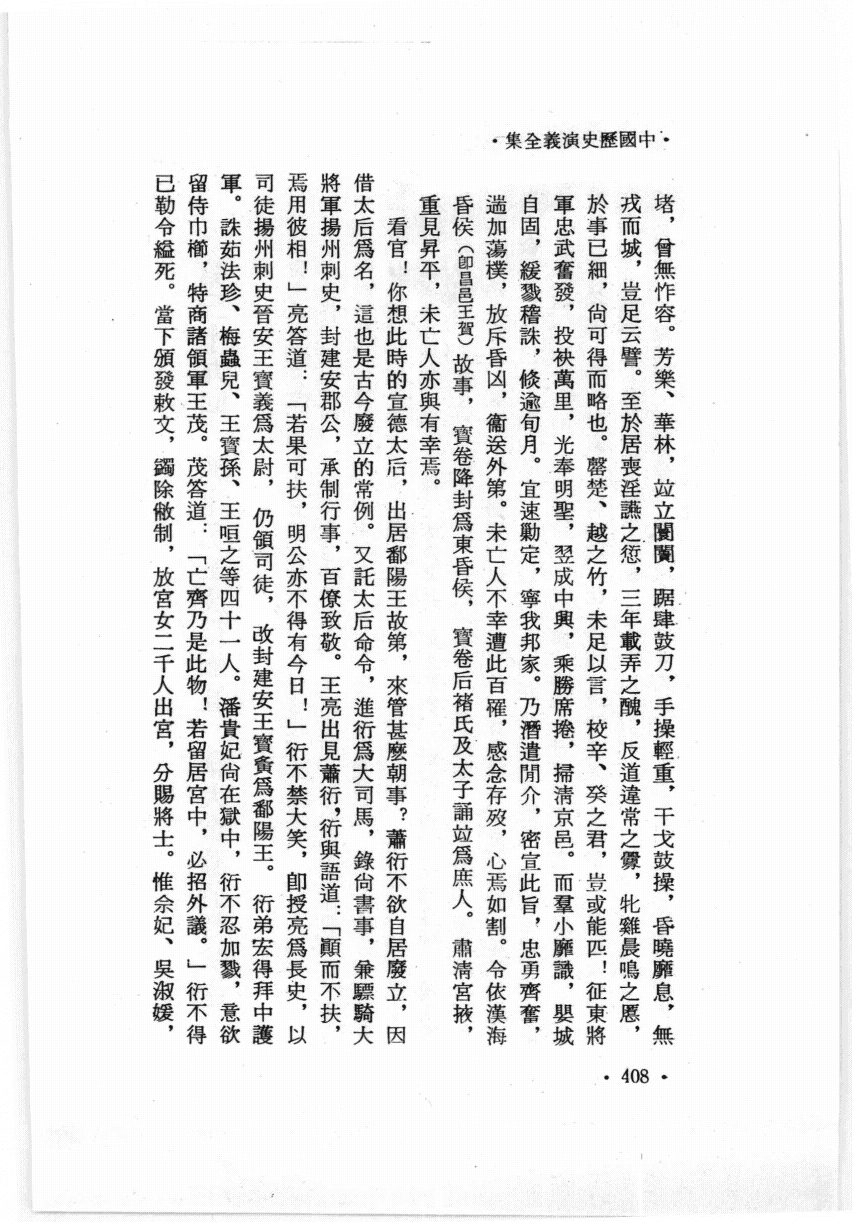 ·中國歷史演義全集·
堵，曾無怍容。芳樂、華林，竝立闤闠，踞肆鼓刀，手操輕重，干戈鼓操，昏曉靡息，無
戎而城，豈足云譬。至於居喪淫讌之愆，三年載弄之醜，反道違常之釁，牝雞晨鳴之慝，
於事已細，尚可得而略也。罄楚、越之竹，未足以言，校辛、癸之君，豈或能匹！征東將
軍忠武奮發，投袂萬里，光奉明聖，翌成中興，乘勝席捲，掃清京邑。而羣小靡識，嬰城
自固，緩戮稽誅，倏逾旬月。宜速勦定，寧我邦家。乃潛遣閒介，密宣此旨，忠勇齊奮，
遄加蕩樸，放斥昏凶，衞送外第。未亡人不幸遭此百罹，感念存歿，心焉如割。令依漢海
昏侯（卽昌邑王賀）故事，寶卷降封爲東昏侯，寶卷后褚氏及太子誦竝爲庶人。肅清宮掖，
重見昇平，未亡人亦與有幸焉。
看官！你想此時的宣德太后，出居鄱陽王故第，來管甚麼朝事？蕭衍不欲自居廢立，因
借太后爲名，這也是古今廢立的常例。又託太后命令，進衍爲大司馬，錄尚書事，兼驃騎大
將軍揚州刺史，封建安郡公，承制行事，百僚致敬。王亮出見蕭衍，衍與語道：「顚而不扶，
焉用彼相！」亮答道：「若果可扶，明公亦不得有今日！」衍不禁大笑，卽授亮爲長史，以
司徒揚州刺史晉安王寶義爲太尉，仍領司徒，改封建安王寶夤爲鄱陽王。衍弟宏得拜中護
軍。誅茹法珍、梅蟲兒、王寶孫、王咺之等四十一人。潘貴妃尚在獄中，衍不忍加戮，意欲
留侍巾櫛，特商諸領軍王茂。茂答道：「亡齊乃是此物！若留居宮中，必招外議。」衍不得
已勒令縊死。當下頒發敕文，蠲除敝制，放宮女二千人出宮，分賜將士。惟佘妃、吳淑媛，
·408·